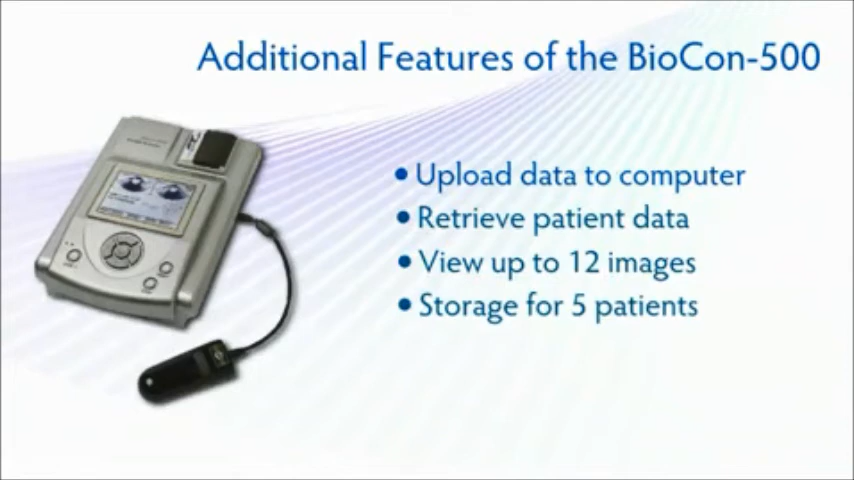 Additional Features of the BioCon-500
• Upload data to computer
• Retrieve patient data
• View up to 12 images
• Storage for 5 patients